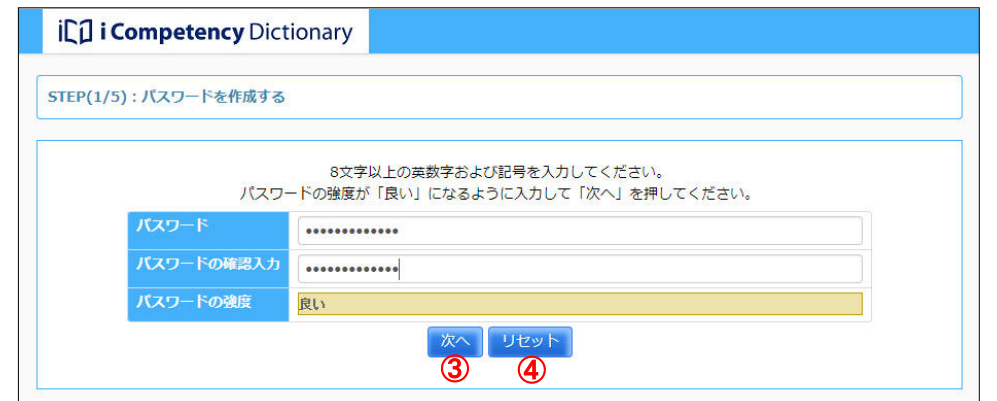 i Competency Dictionary
STEP(1/5):パスワードを作成する
8文字以上の英数字および記号を入力してください。
パスワードの強度が「良い」になるように入力して「次へ」を押してください。
パスワード •••••••••••••
パスワードの確認入力 •••••••••••••
パスワードの強度 良い
次へ リセット
③ ④